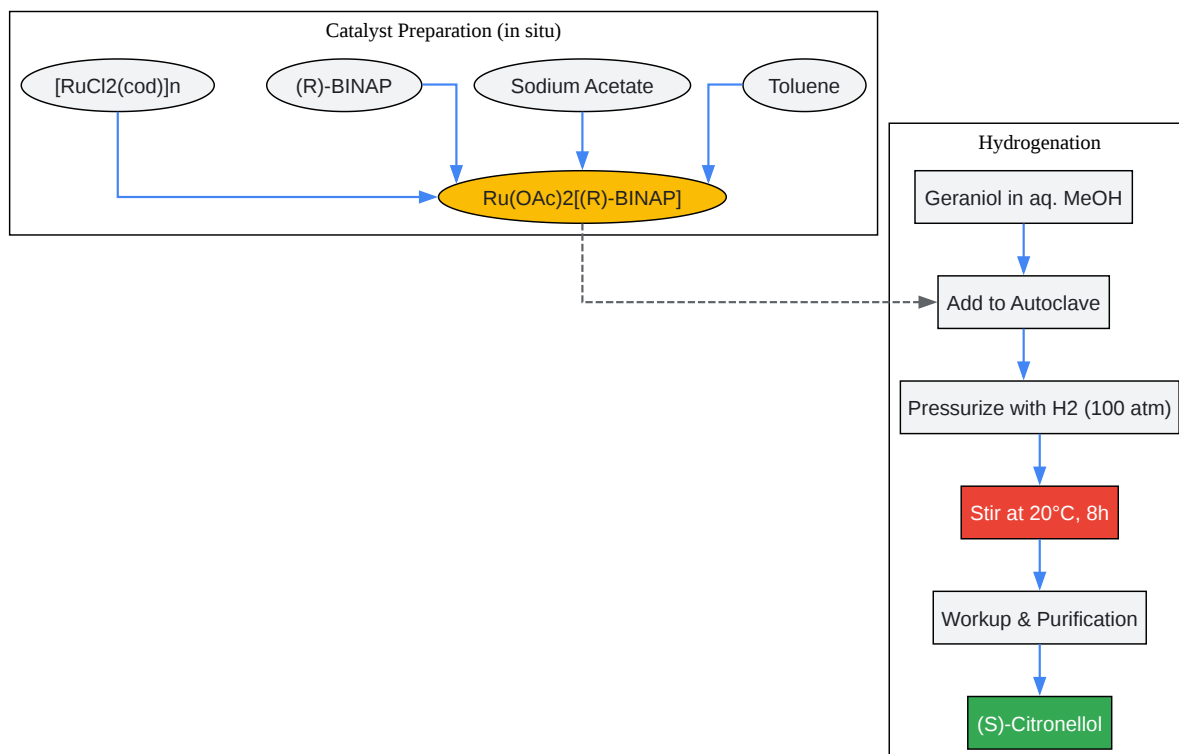 Catalyst Preparation (in situ)
[RuCl2(cod)]n
(R)-BINAP
Sodium Acetate
Toluene
Ru(OAc)2[(R)-BINAP]
Hydrogenation
Geraniol in aq. MeOH
Add to Autoclave
Pressurize with H2 (100 atm)
Stir at 20°C, 8h
Workup & Purification
(S)-Citronellol